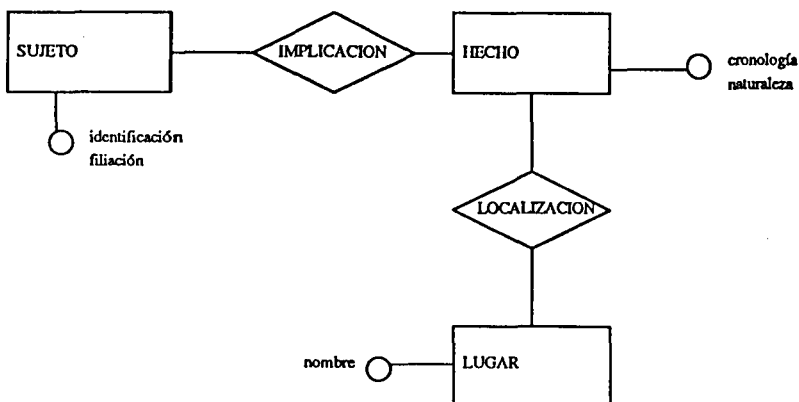 SUJETO
IMPLICACION
HECHO
cronología
naturaleza
identificación
filiación
LOCALIZACION
nombre
LUGAR